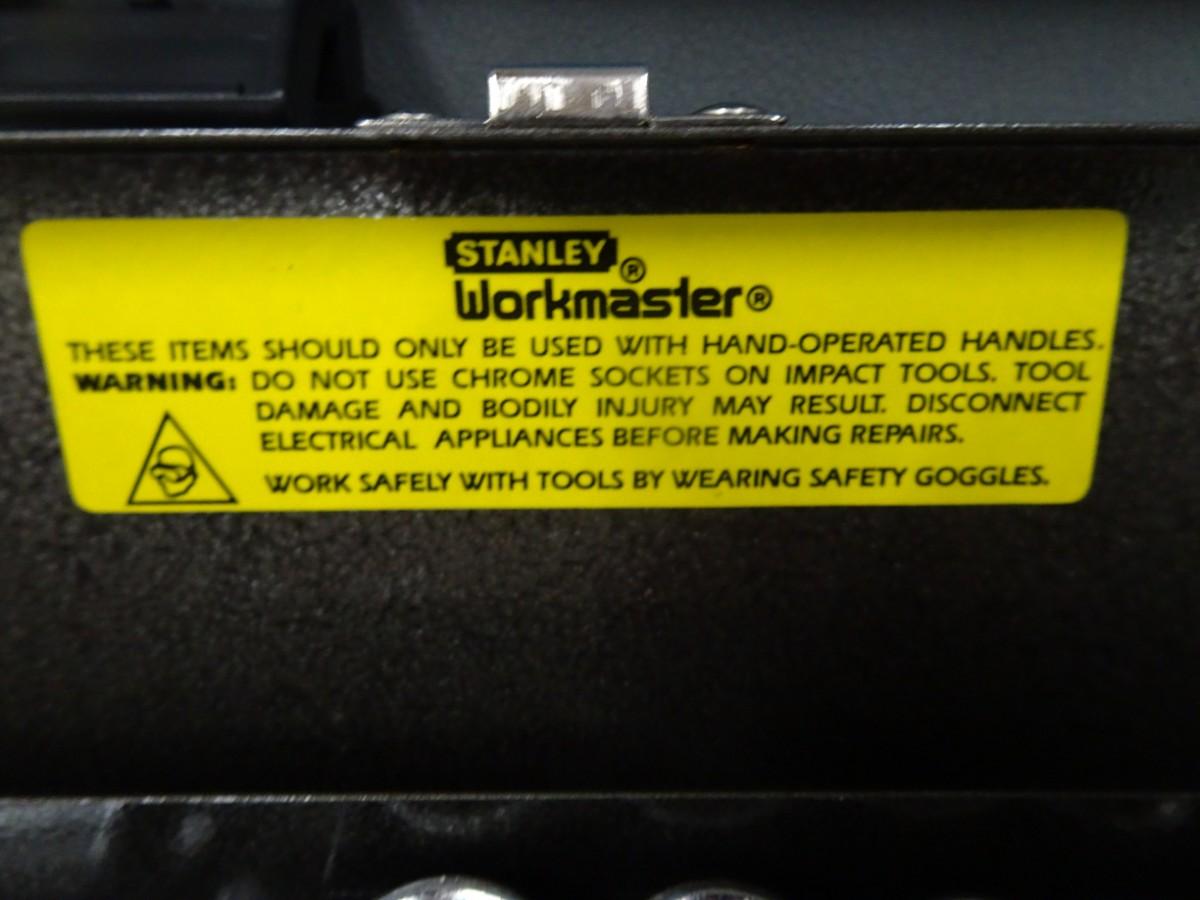 STANLEY®
Workmaster®
THESE ITEMS SHOULD ONLY BE USED WITH HAND-OPERATED HANDLES.
WARNING: DO NOT USE CHROME SOCKETS ON IMPACT TOOLS. TOOL
DAMAGE AND BODILY INJURY MAY RESULT. DISCONNECT
ELECTRICAL APPLIANCES BEFORE MAKING REPAIRS.
WORK SAFELY WITH TOOLS BY WEARING SAFETY GOGGLES.